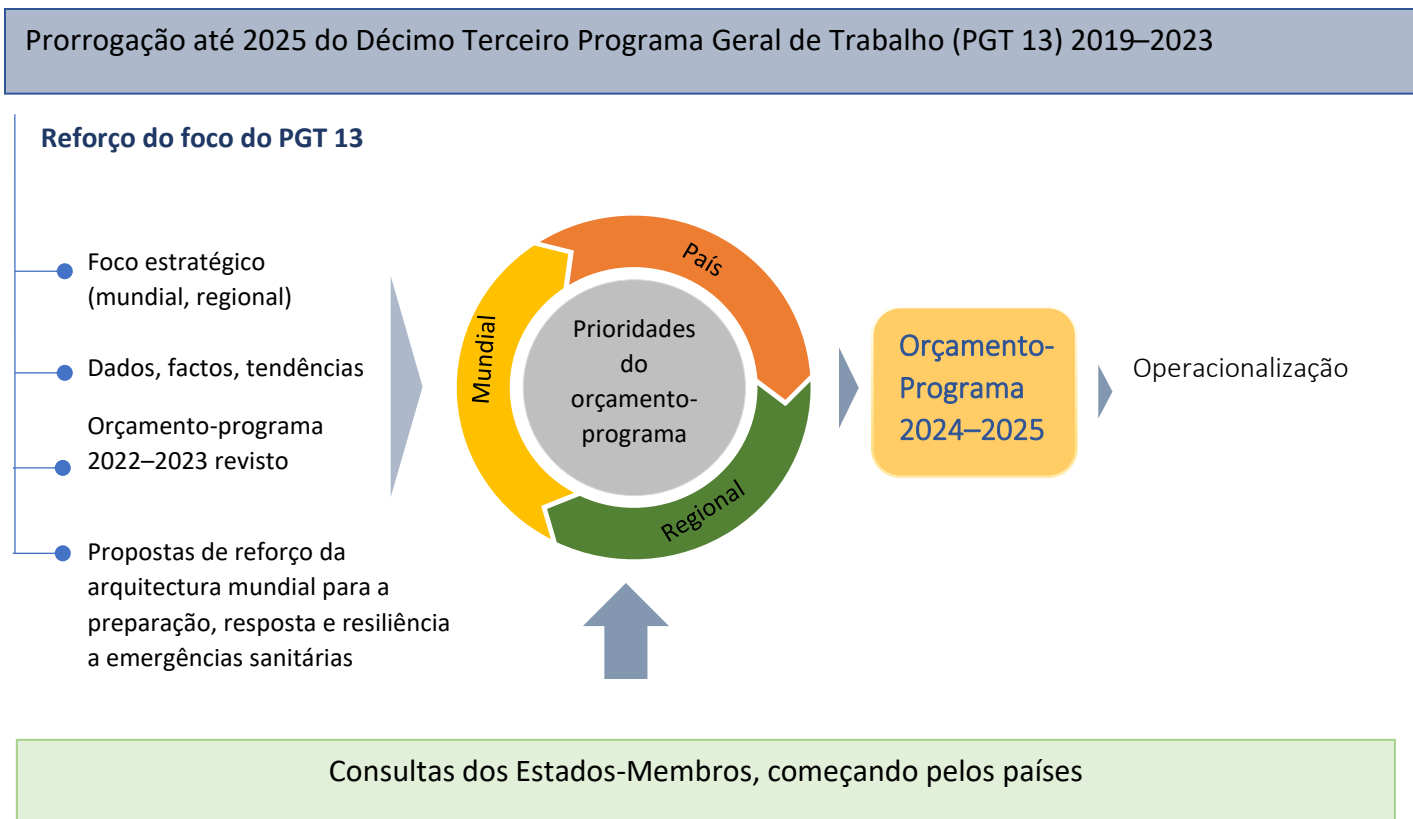 Prorrogação até 2025 do Décimo Terceiro Programa Geral de Trabalho (PGT 13) 2019–2023
Reforço do foco do PGT 13
Foco estratégico
(mundial, regional)
Dados, factos, tendências
Orçamento-programa
2022–2023 revisto
Propostas de reforço da
arquitectura mundial para a
preparação, resposta e resiliência
a emergências sanitárias
Mundial
País
Regional
Prioridades
do
orçamento-
programa
Orçamento-
Programa
2024–2025
Operacionalização
Consultas dos Estados-Membros, começando pelos países